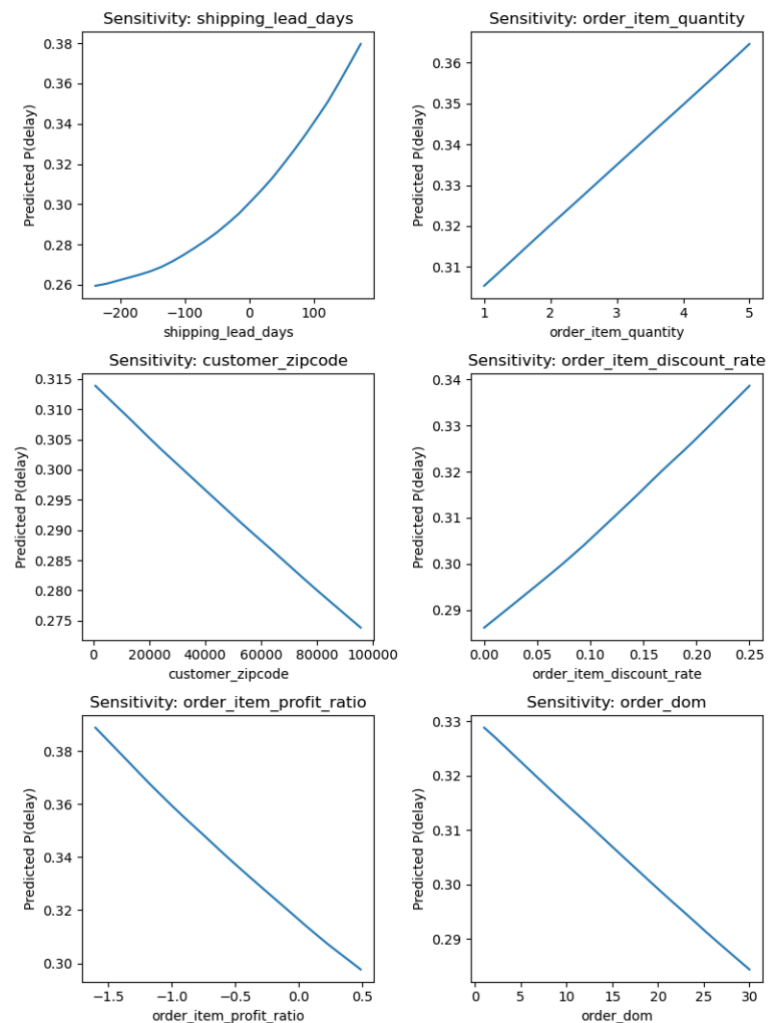 Sensitivity: shipping_lead_days
0.38
0.36
0.34
0.32
0.30
0.28
0.26
Predicted P(delay)
−200 −100 0 100
shipping_lead_days
Sensitivity: order_item_quantity
0.36
0.35
0.34
0.33
0.32
0.31
Predicted P(delay)
1 2 3 4 5
order_item_quantity
Sensitivity: customer_zipcode
0.315
0.310
0.305
0.300
0.295
0.290
0.285
0.280
0.275
Predicted P(delay)
0 20000 40000 60000 80000 100000
customer_zipcode
Sensitivity: order_item_discount_rate
0.34
0.33
0.32
0.31
0.30
0.29
Predicted P(delay)
0.00 0.05 0.10 0.15 0.20 0.25
order_item_discount_rate
Sensitivity: order_item_profit_ratio
0.38
0.36
0.34
0.32
0.30
Predicted P(delay)
−1.5 −1.0 −0.5 0.0 0.5
order_item_profit_ratio
Sensitivity: order_dom
0.33
0.32
0.31
0.30
0.29
Predicted P(delay)
0 5 10 15 20 25 30
order_dom